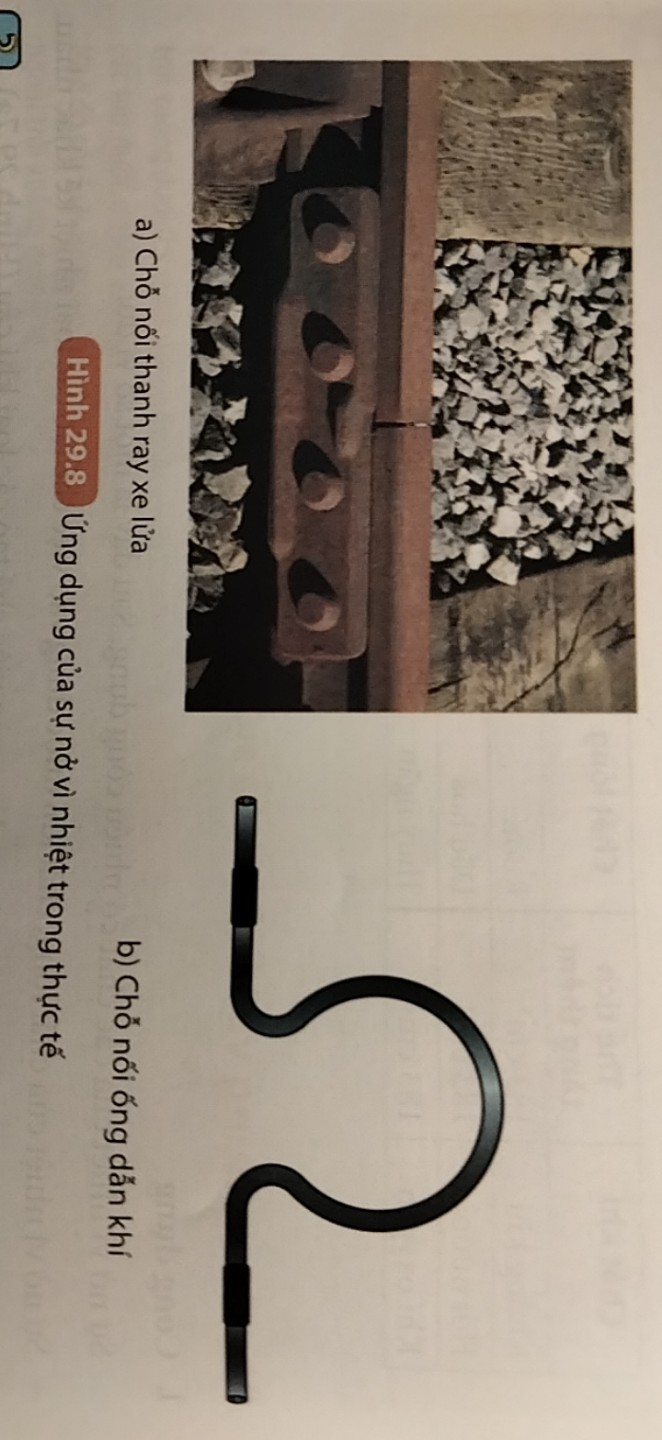 a) Chỗ nối thanh ray xe lửa
b) Chỗ nối ống dẫn khí
Hình 29.8 Ứng dụng của sự nở vì nhiệt trong thực tế